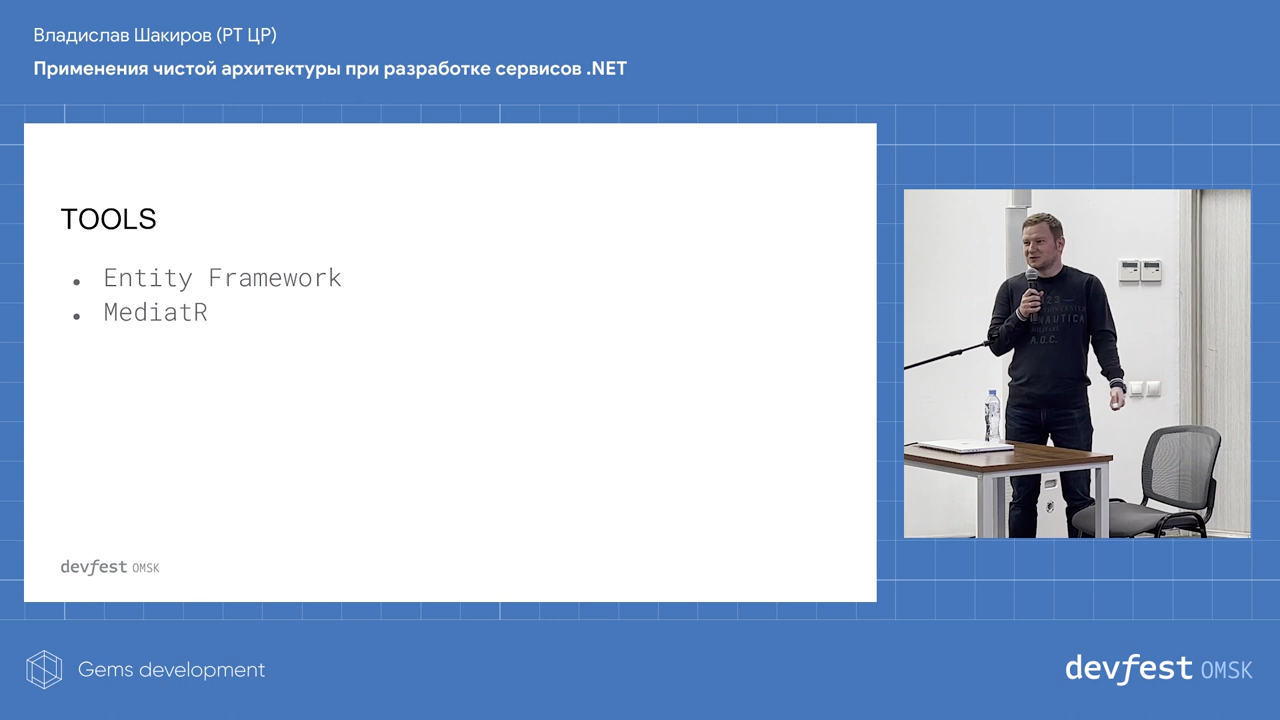 Владислав Шакиров (РТ ЦР)
Применения чистой архитектуры при разработке сервисов .NET
TOOLS
• Entity Framework
• MediatR
devfest OMSK
NAUTICA
A.O.C.
Gems development
devfest OMSK